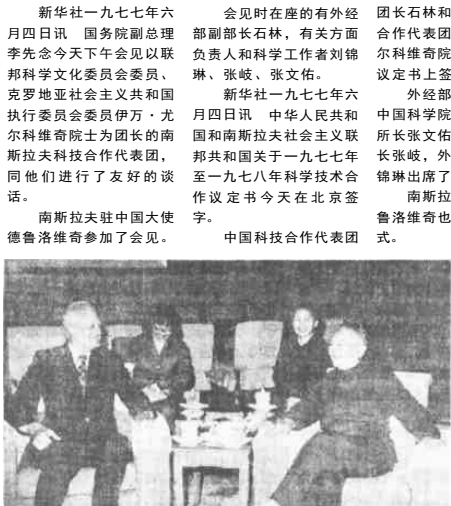 新华社一九七七年六
月四日讯　国务院副总理
李先念今天下午会见以联
邦科学文化委员会委员、
克罗地亚社会主义共和国
执行委员会委员伊万·尤
尔科维奇院士为团长的南
斯拉夫科技合作代表团，
同他们进行了友好的谈
话。
南斯拉夫驻中国大使
德鲁洛维奇参加了会见。
会见时在座的有外经
部副部长石林，有关方面
负责人和科学工作者刘锦
琳、张岐、张文佑。
新华社一九七七年六
月四日讯　中华人民共和
国和南斯拉夫社会主义联
邦共和国关于一九七七年
至一九七八年科学技术合
作议定书今天在北京签
字。
中国科技合作代表团
团长石林和
合作代表团
尔科维奇院
议定书上签
外经部
中国科学院
所长张文佑
长张岐，外
锦琳出席了
南斯拉
鲁洛维奇也
式。